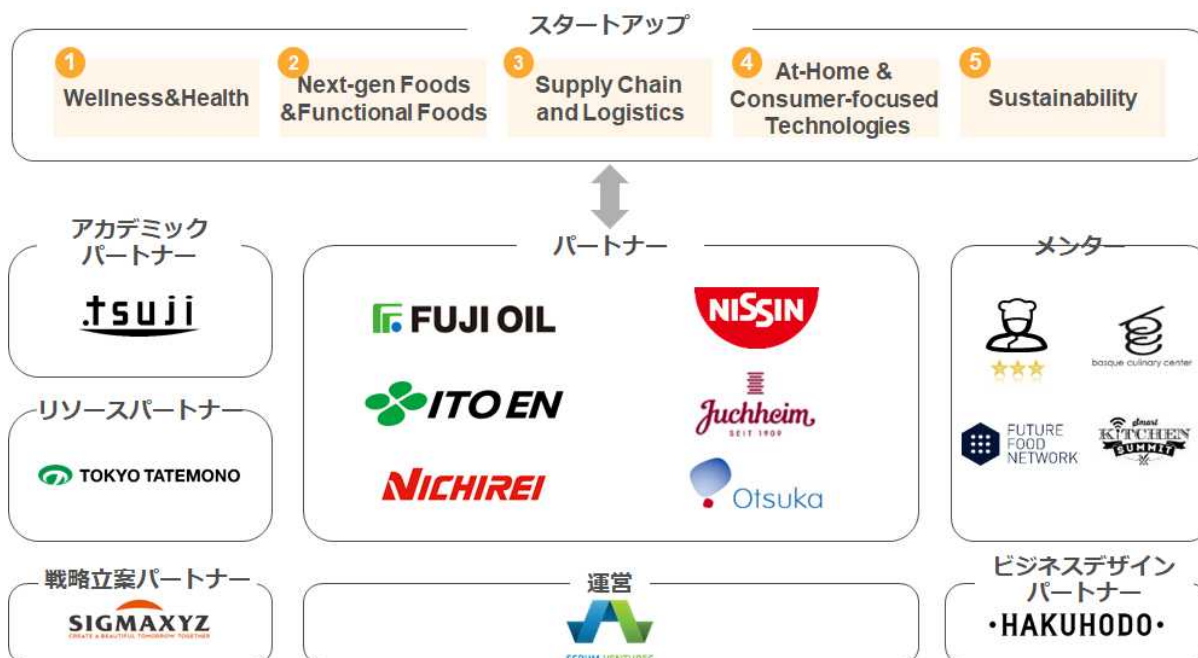 スタートアップ
1
Wellness&Health
2
Next-gen Foods
&Functional Foods
3
Supply Chain
and Logistics
4
At-Home &
Consumer-focused
Technologies
5
Sustainability
アカデミック
パートナー
.tsuji
リソースパートナー
TOKYO TATEMONO
パートナー
FUJI OIL
NISSIN
ITO EN
Juchheim
SEIT 1909
NICHIREI
Otsuka
メンター
basque culinary center
FUTURE
FOOD
NETWORK
Smart
KITCHEN
SUMMIT
戦略立案パートナー
SIGMAXYZ
CREATE A BEAUTIFUL TOMORROW TOGETHER
運営
ビジネスデザイン
パートナー
・HAKUHODO・